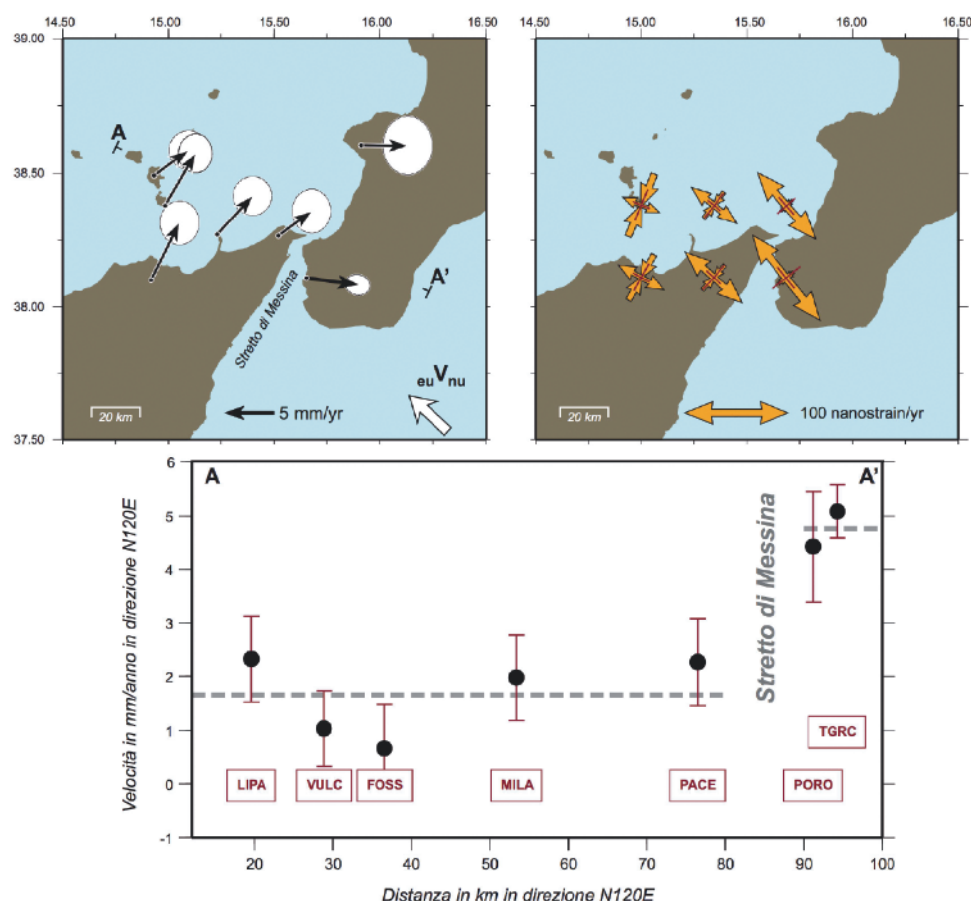 14.50 15.00 15.50 16.00 16.50
14.50 15.00 15.50 16.00 16.50
39.00
38.50
38.00
37.50
A
A'
Stretto di Messina
20 km
5 mm/yr
euVnu
20 km
100 nanostrain/yr
A
A'
Velocità in mm/anno in direzione N120E
6
5
4
3
2
1
0
-1
Stretto di Messina
TGRC
LIPA VULC FOSS MILA PACE PORO
20 30 40 50 60 70 80 90 100
Distanza in km in direzione N120E